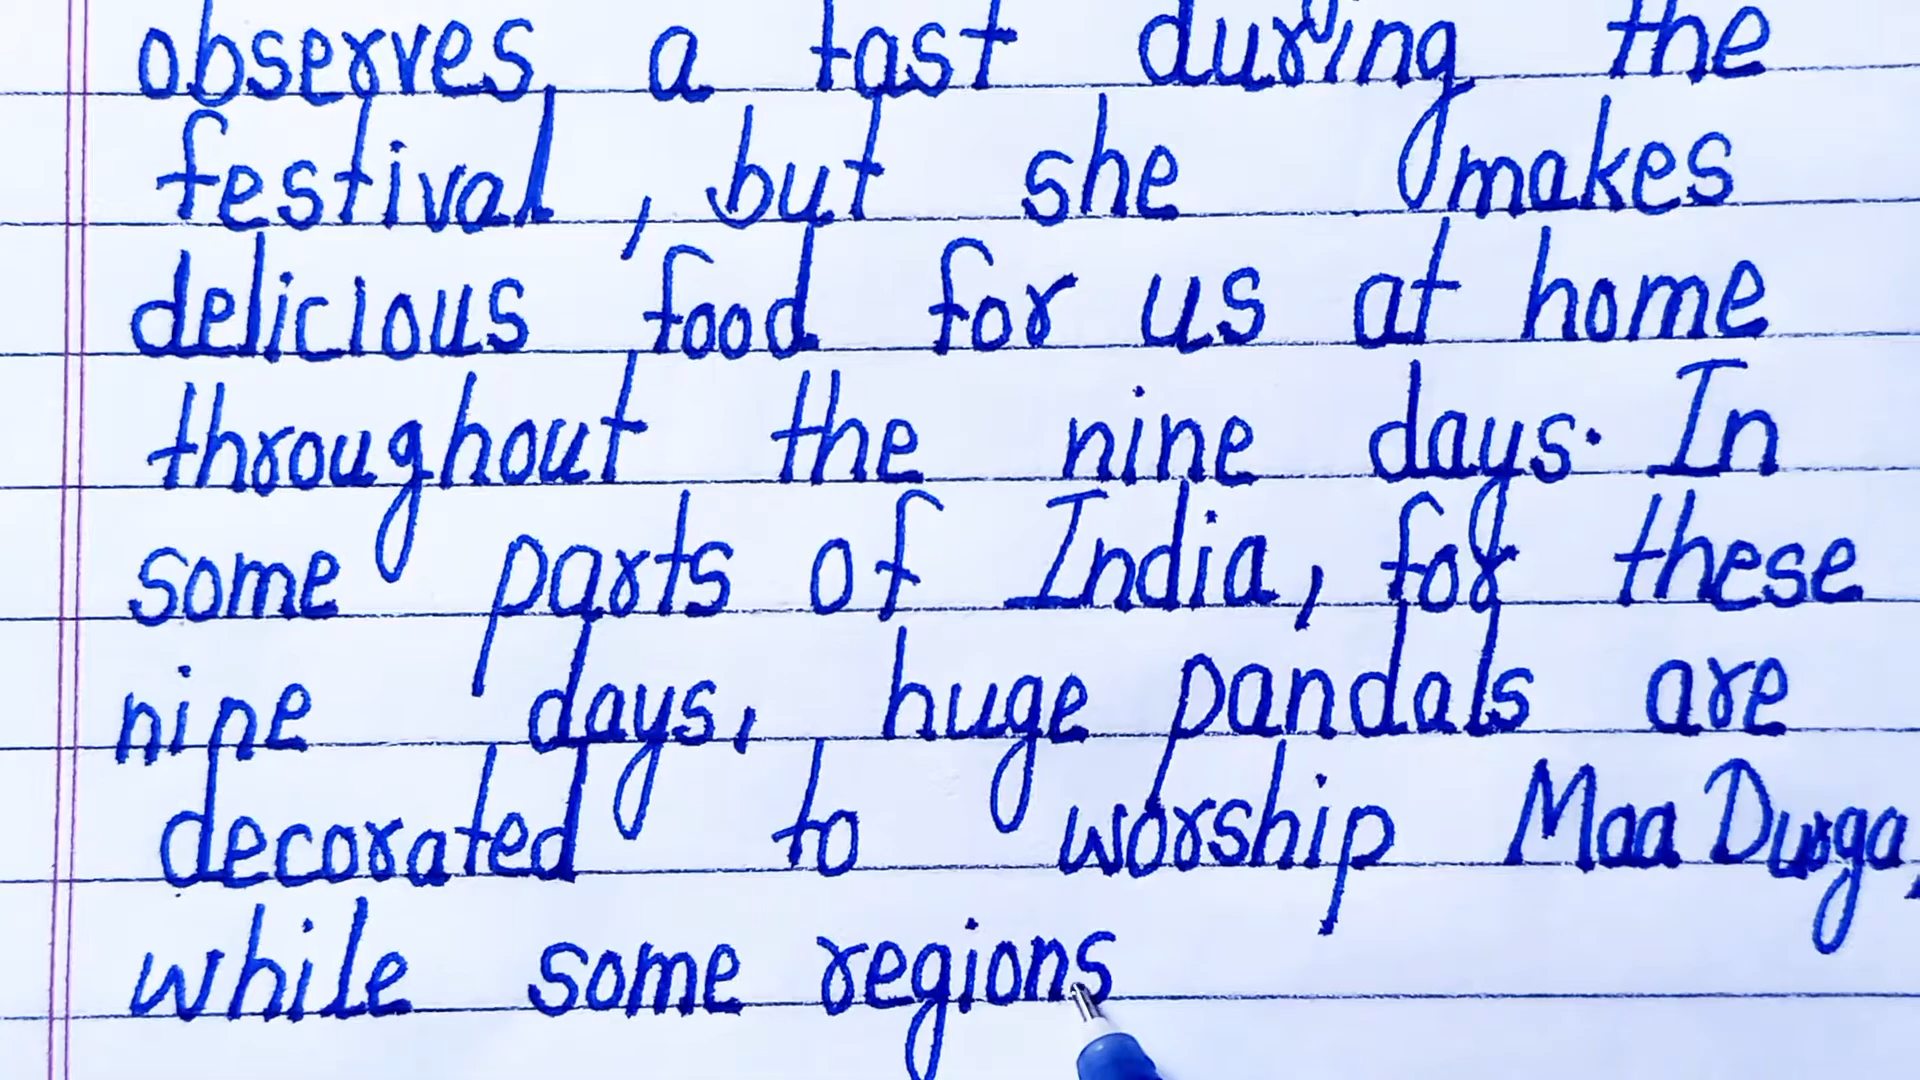 observes a fast during the
festival, but she makes
delicious food for us at home
throughout the nine days. In
some parts of India, for these
nine days, huge pandals are
decorated to worship Maa Durga,
while some regions